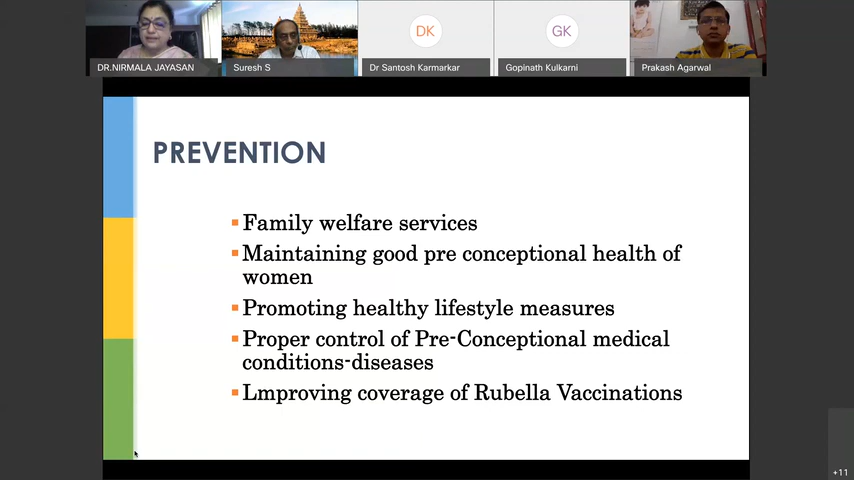 DK
GK
DR.NIRMALA JAYASAN
Suresh S
Dr Santosh Karmarkar
Gopinath Kulkarni
Prakash Agarwal
PREVENTION
Family welfare services
Maintaining good pre conceptional health of
women
Promoting healthy lifestyle measures
Proper control of Pre-Conceptional medical
conditions-diseases
Lmproving coverage of Rubella Vaccinations
+11